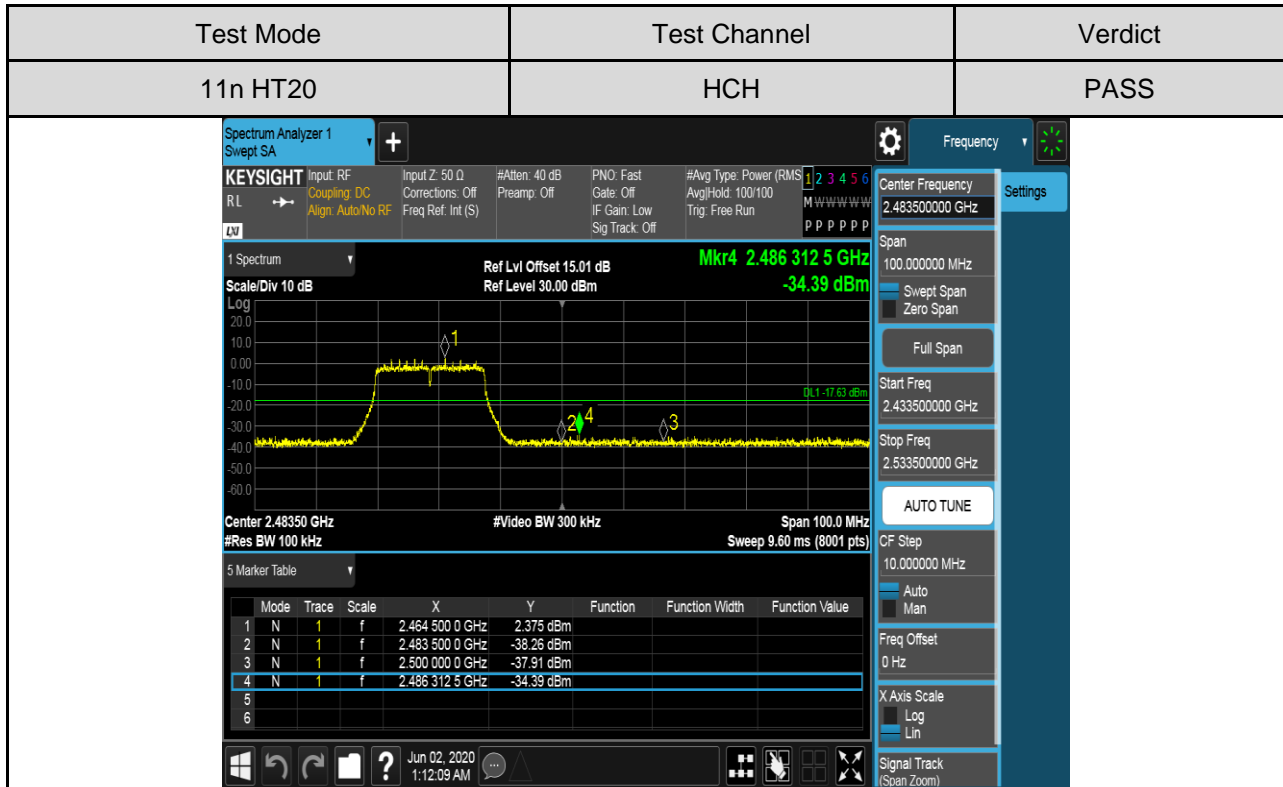 Test Mode Test Channel Verdict
11n HT20 HCH PASS
Spectrum Analyzer 1
Swept SA
+
Frequency
KEYSIGHT Input: RF Input Z: 50 Ω #Atten: 40 dB PNO: Fast #Avg Type: Power (RMS 1 2 3 4 5 6
RL Coupling: DC Corrections: Off Preamp: Off Gate: Off Avg|Hold: 100/100 M W W W W W
Align: Auto/No RF Freq Ref: Int (S) IF Gain: Low Trig: Free Run
LXI Sig Track: Off P P P P P P
1 Spectrum
Ref Lvl Offset 15.01 dB Mkr4 2.486 312 5 GHz
Scale/Div 10 dB Ref Level 30.00 dBm -34.39 dBm
Log
20.0
10.0
0.00
-10.0
-20.0
-30.0
-40.0
-50.0
-60.0
1
DL1 -17.63 dBm
2 4 3
Center 2.48350 GHz #Video BW 300 kHz Span 100.0 MHz
#Res BW 100 kHz Sweep 9.60 ms (8001 pts)
5 Marker Table
Mode Trace Scale X Y Function Function Width Function Value
1 N 1 f 2.464 500 0 GHz 2.375 dBm
2 N 1 f 2.483 500 0 GHz -38.26 dBm
3 N 1 f 2.500 000 0 GHz -37.91 dBm
4 N 1 f 2.486 312 5 GHz -34.39 dBm
5
6
? Jun 02, 2020
1:12:09 AM
Center Frequency
2.483500000 GHz
Settings
Span
100.000000 MHz
Swept Span
Zero Span
Full Span
Start Freq
2.433500000 GHz
Stop Freq
2.533500000 GHz
AUTO TUNE
CF Step
10.000000 MHz
Auto
Man
Freq Offset
0 Hz
X Axis Scale
Log
Lin
Signal Track
(Span Zoom)